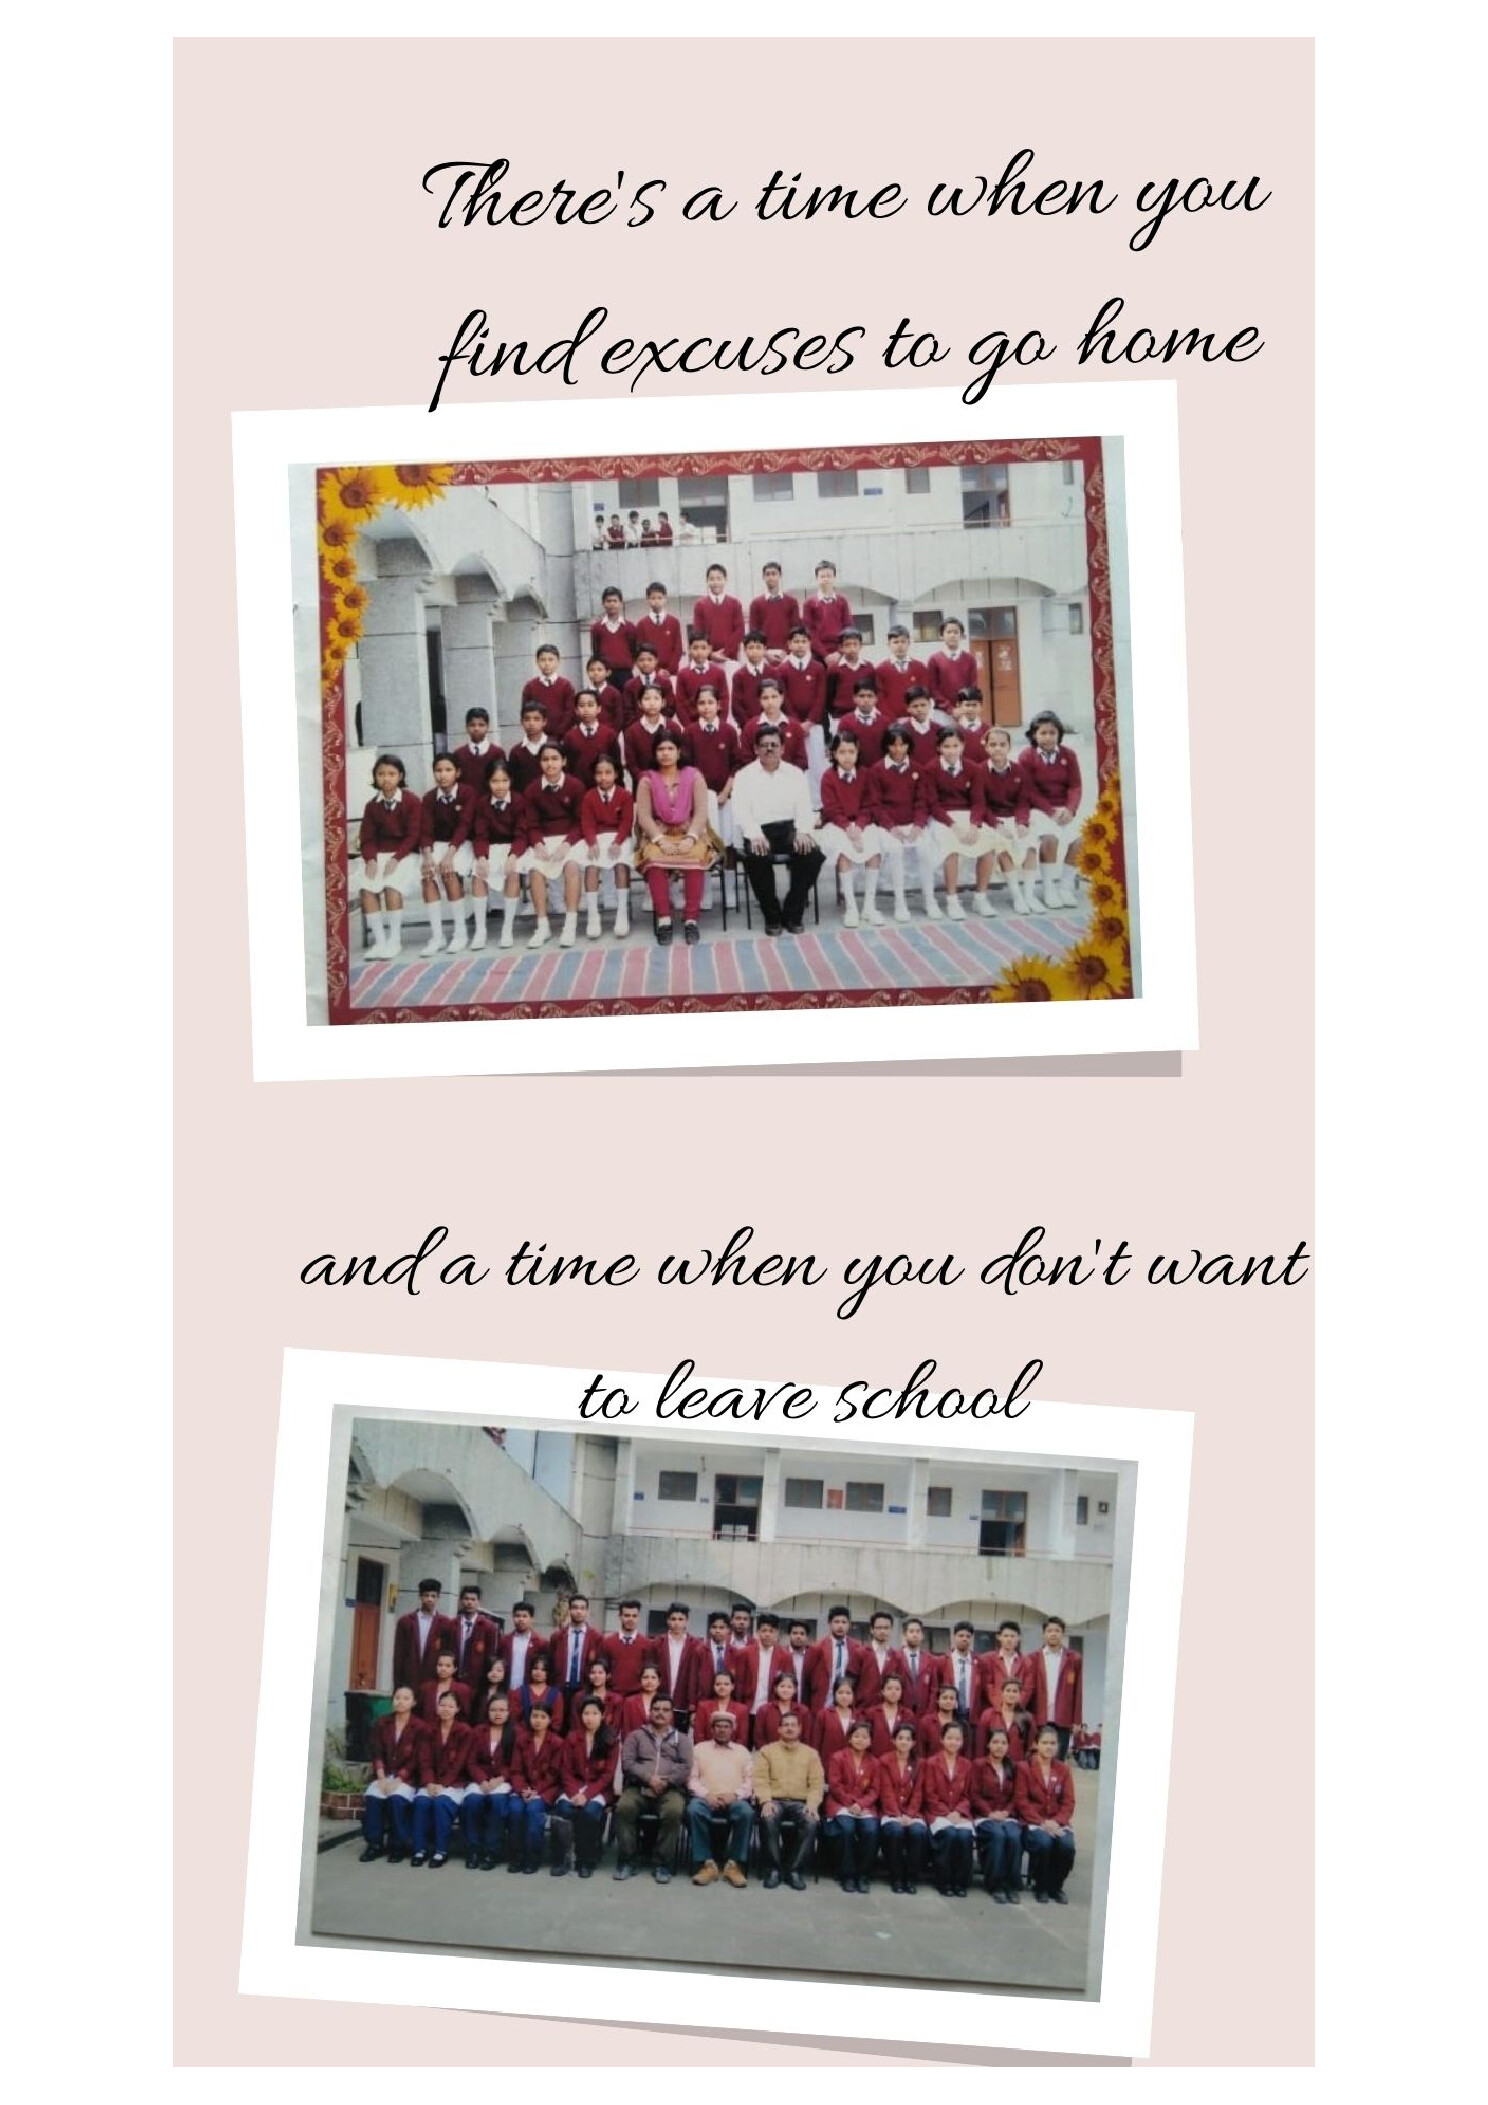 There's a time when you
find excuses to go home
and a time when you don't want
to leave school